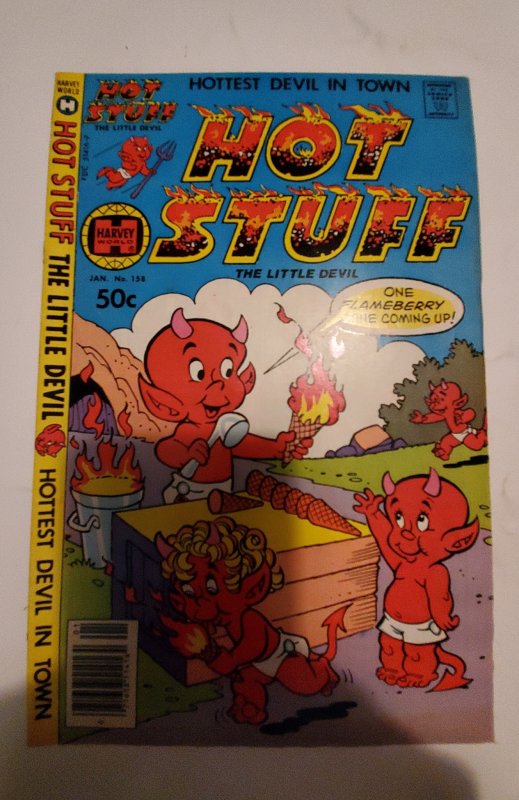 HARVEY WORLD
H
HOT STUFF THE LITTLE DEVIL
HOTTEST DEVIL IN TOWN
HOT STUFF
THE LITTLE DEVIL
HOTTEST DEVIL IN TOWN
HOT
STUFF
THE LITTLE DEVIL
HARVEY
WORLD
JAN. No. 158
50c
ONE
FLAMEBERRY
CONE COMING UP!
01